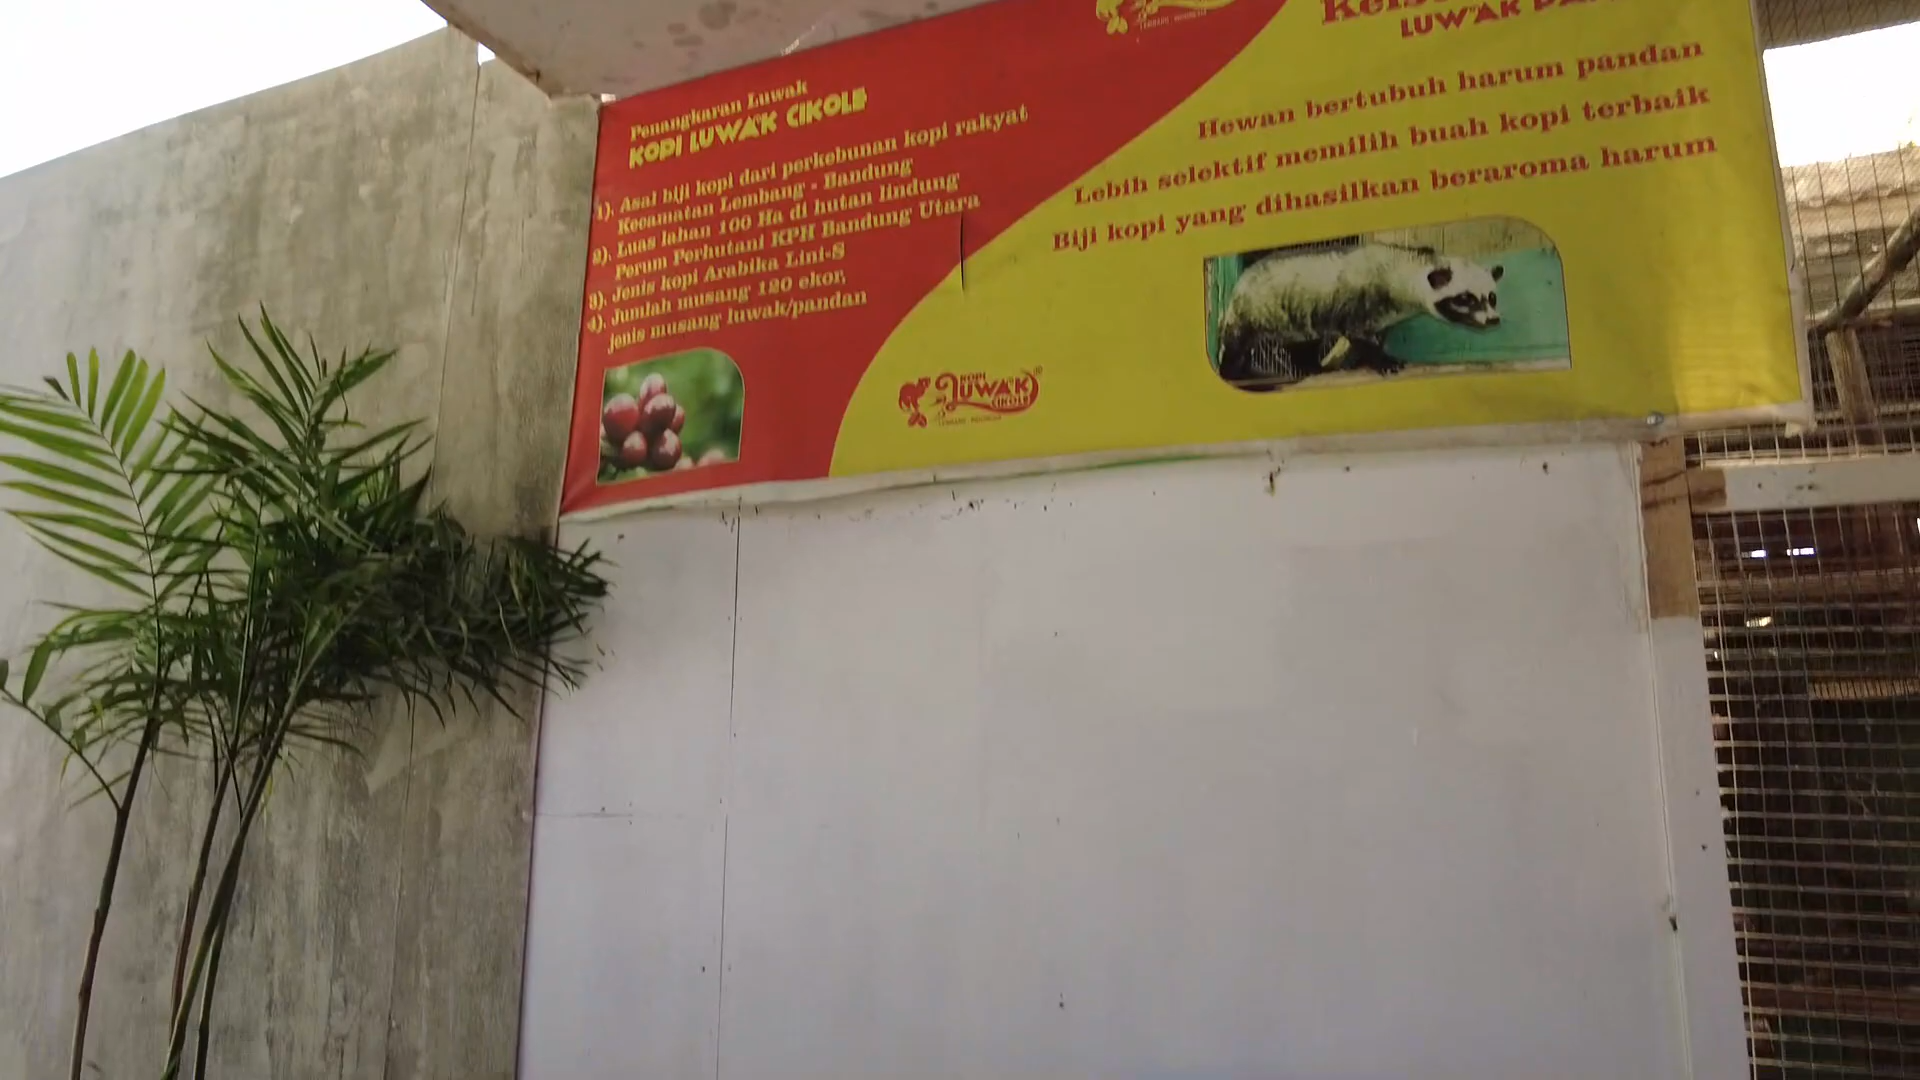 Penangkaran Luwak
KOPI LUWAK CIKOLE
1). Asal biji kopi dari perkebunan kopi rakyat
Kecamatan Lembang - Bandung
2). Luas lahan 100 Ha di hutan lindung
Perum Perhutani KPH Bandung Utara
3). Jenis kopi Arabika Lini-S
4). Jumlah musang 120 ekor,
jenis musang luwak/pandan
LUWAK
Hewan bertubuh harum pandan
Lebih selektif memilih buah kopi terbaik
Biji kopi yang dihasilkan beraroma harum
KOPI
LUWAK
CIKOLE
LEMBANG - INDONESIA